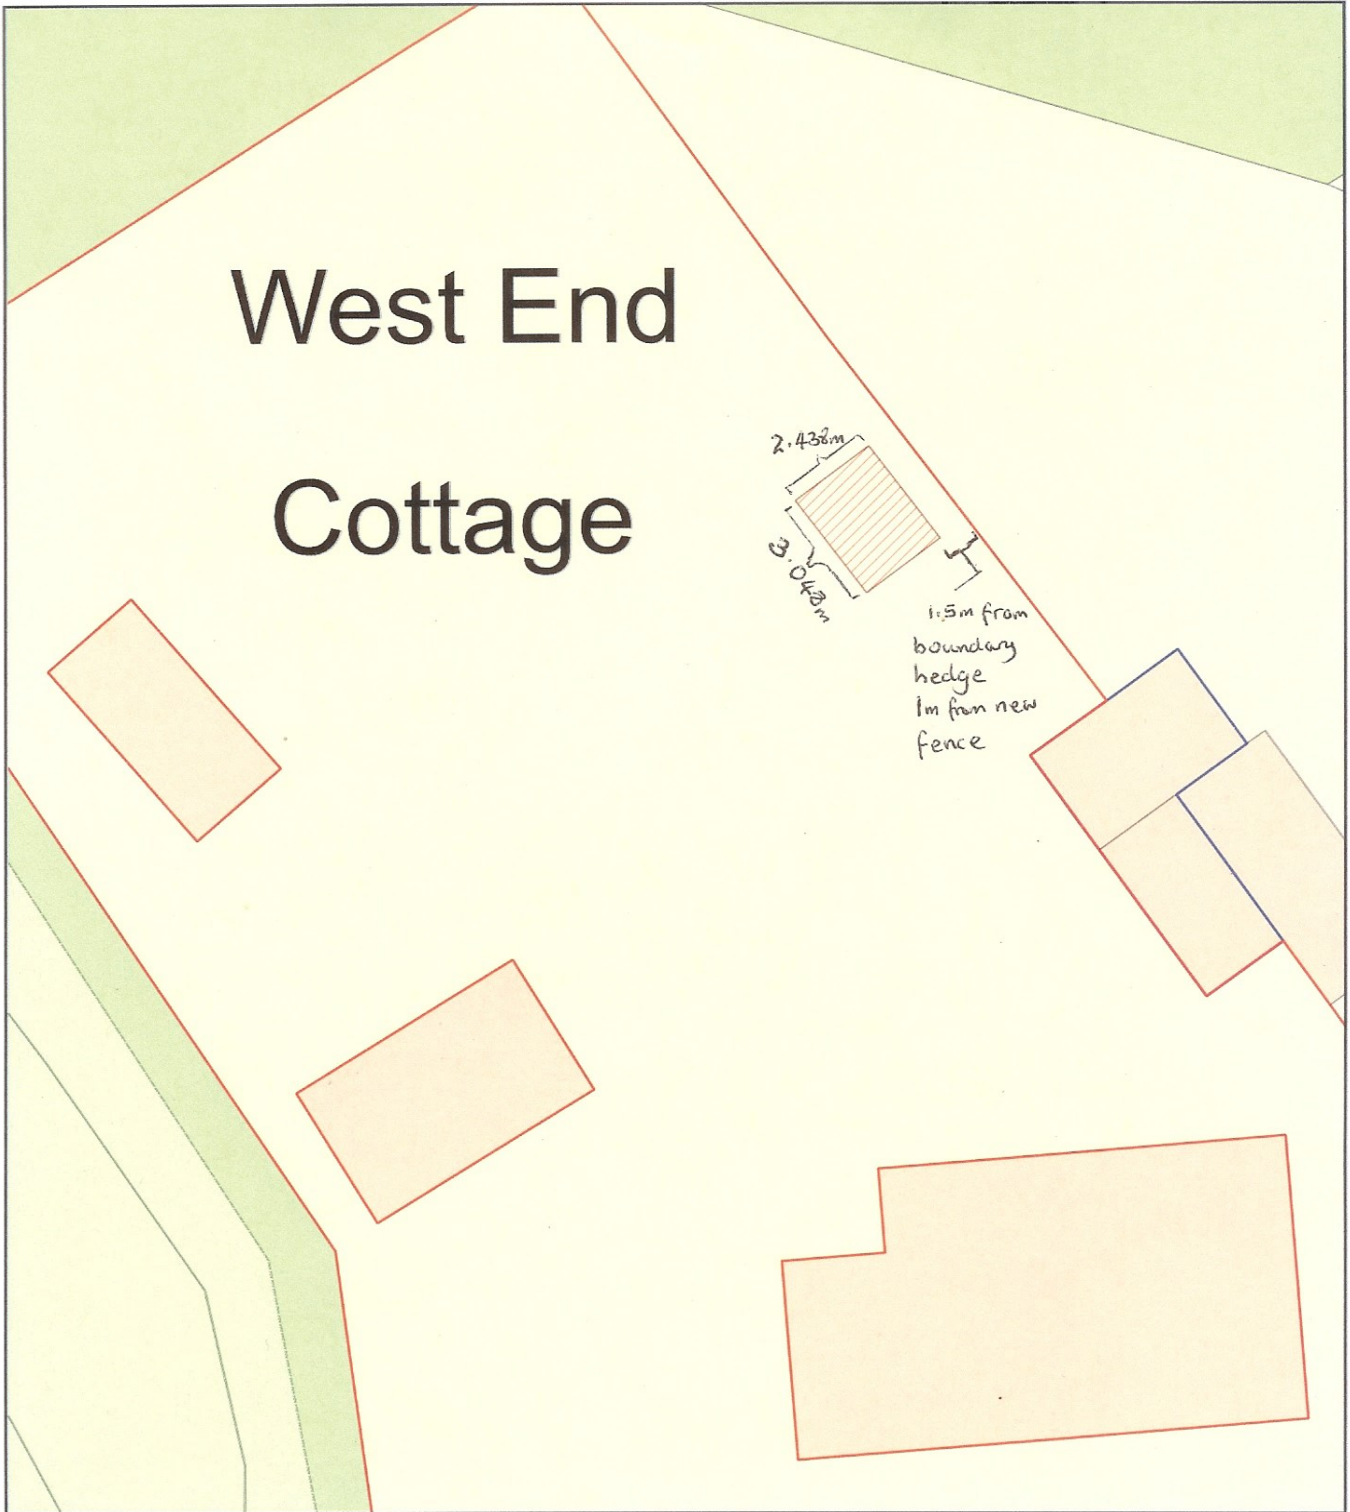 West End
Cottage
2.438m
3.048m
1.5m from
boundary
hedge
1m from new
fence